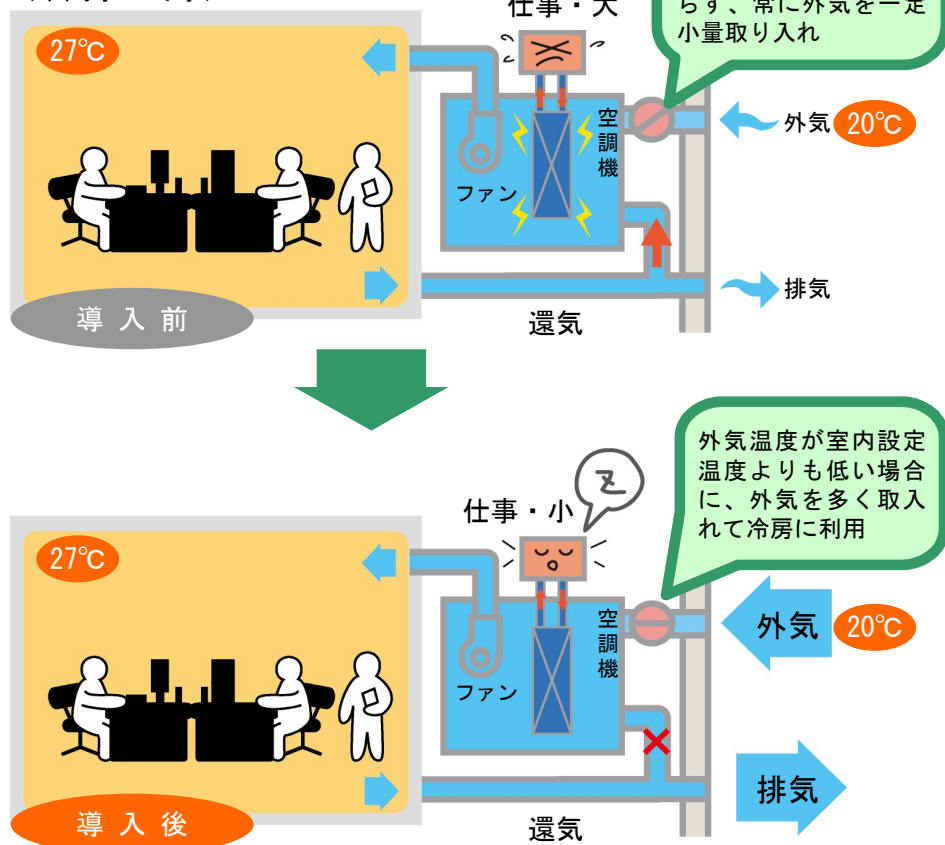 仕事・大
らず、常に外気を一定
小量取り入れ
27℃
空調機
外気 20℃
ファン
排気
導入前
還気
外気温度が室内設定
温度よりも低い場合
に、外気を多く取入
れて冷房に利用
Z
仕事・小
27℃
空調機
外気 20℃
ファン
排気
導入後
還気